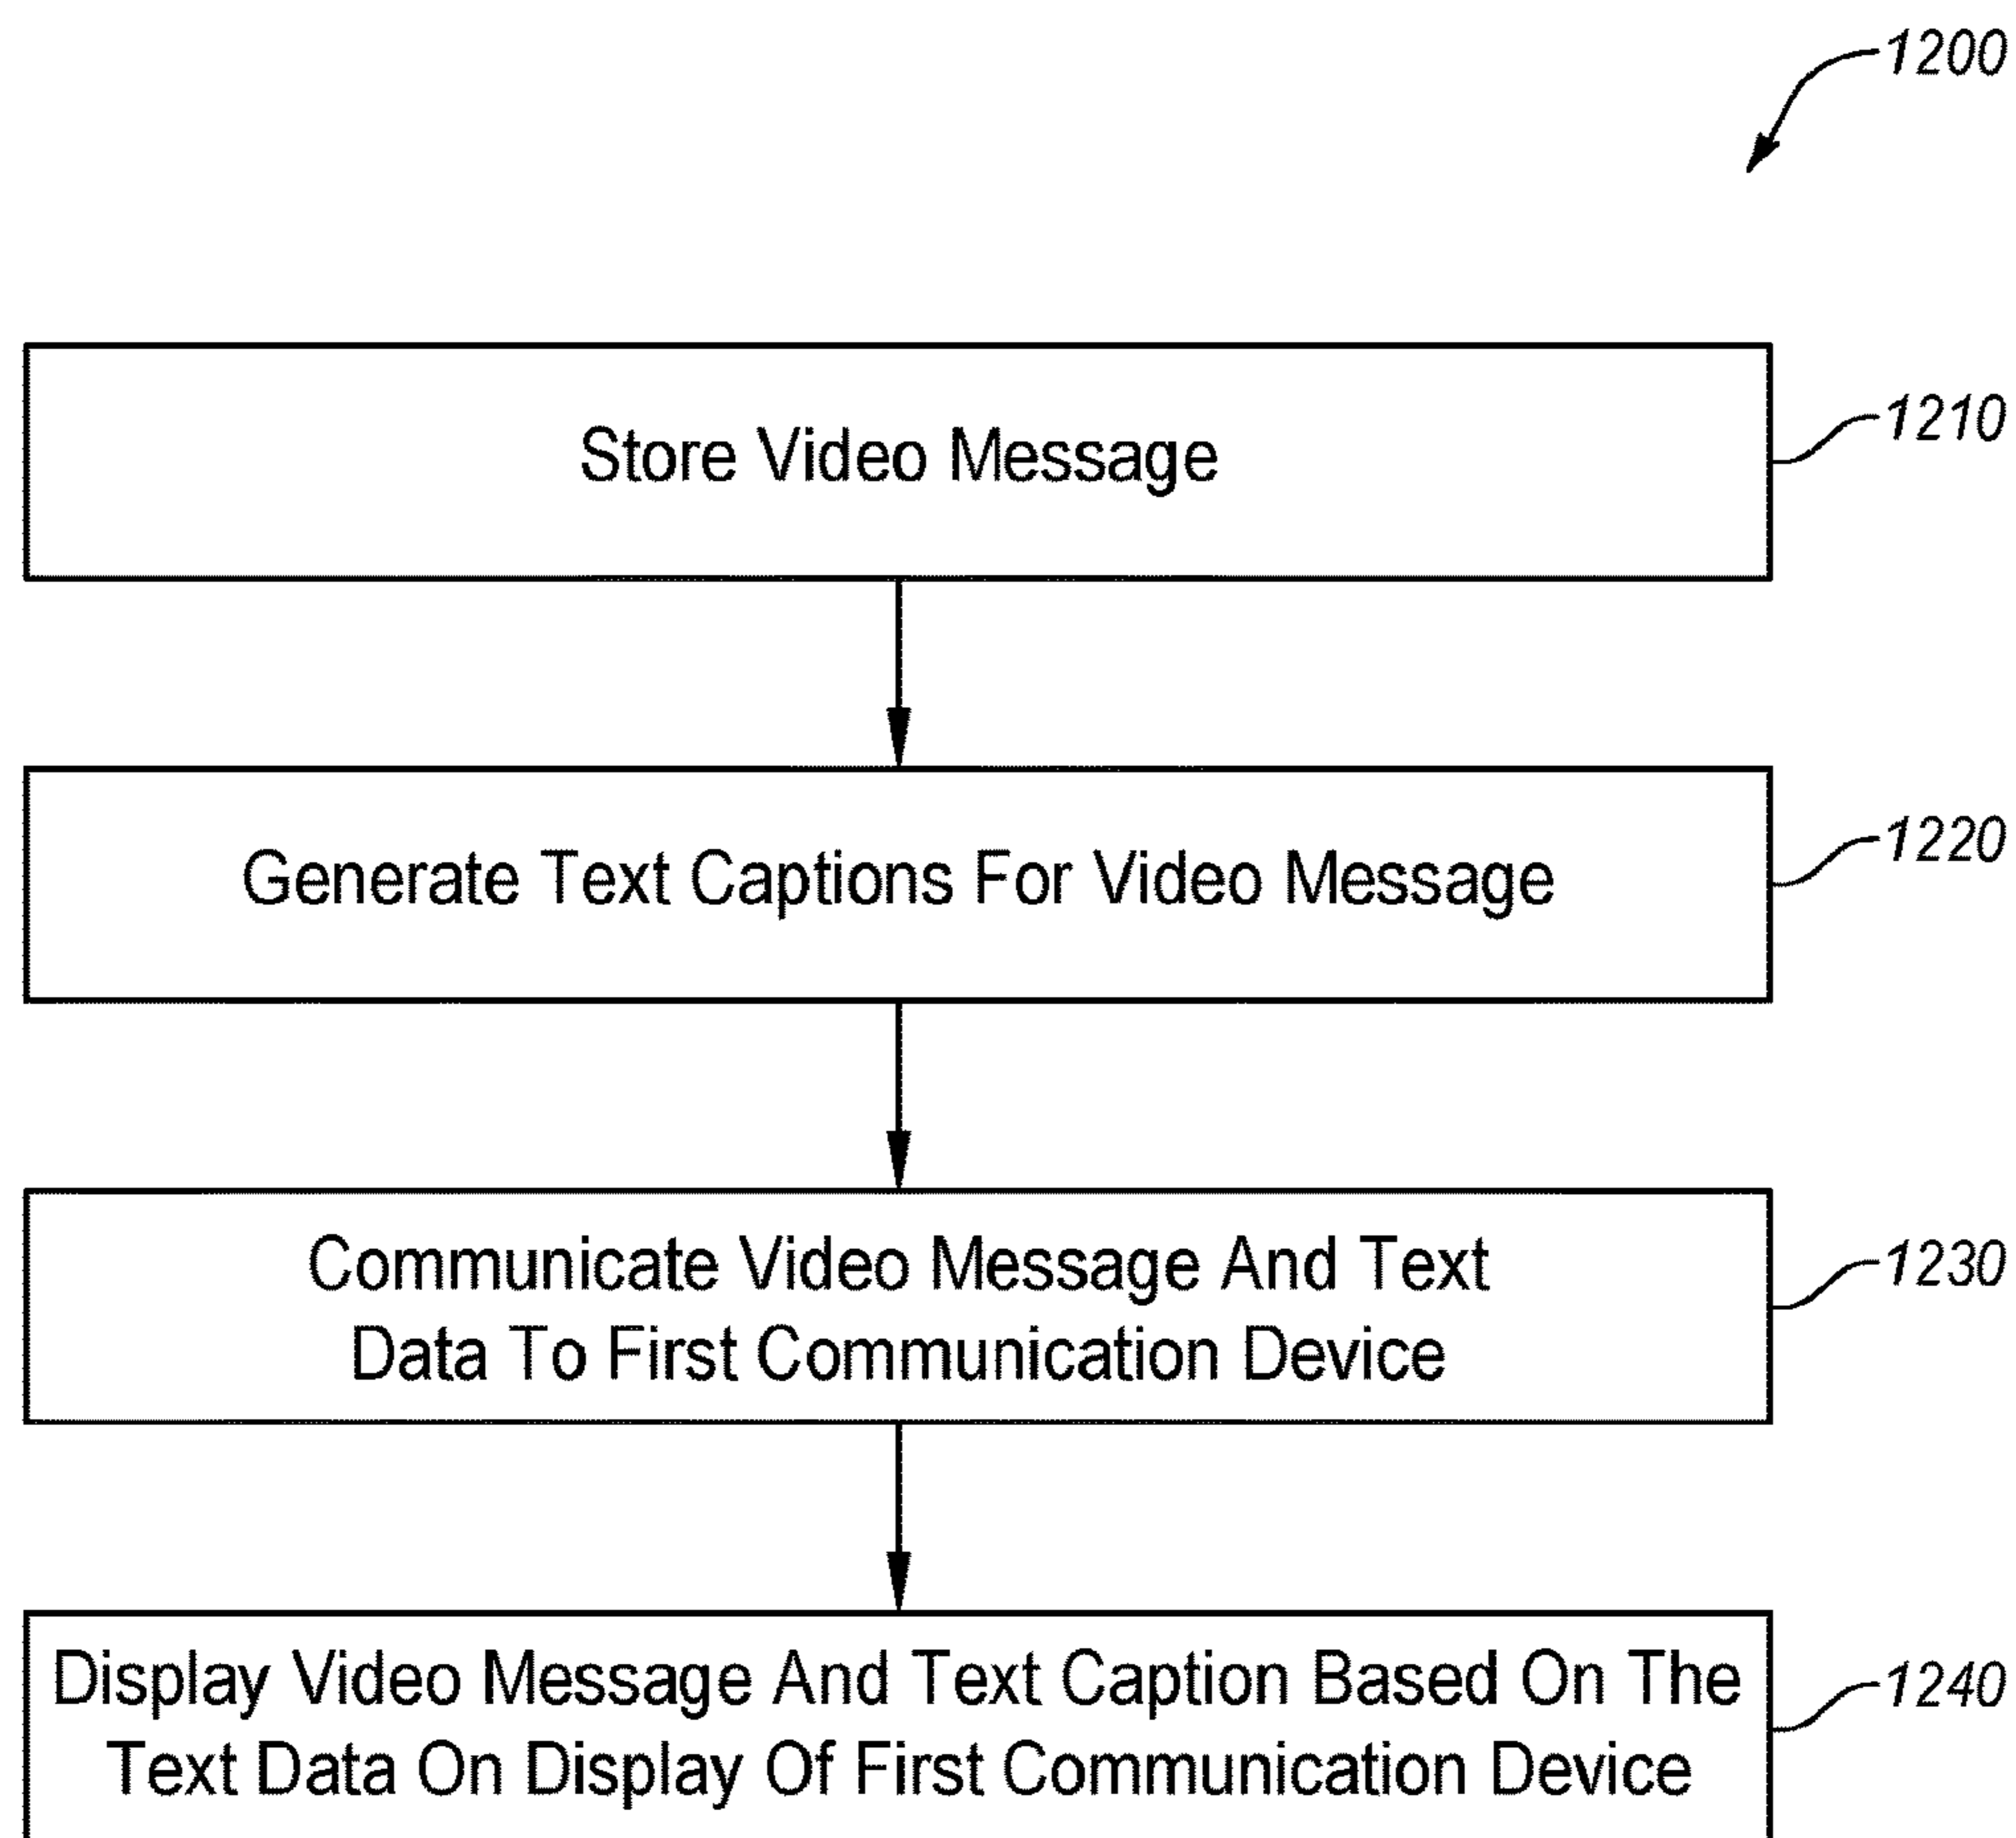 1200
Store Video Message
1210
Generate Text Captions For Video Message
1220
Communicate Video Message And Text
Data To First Communication Device
1230
Display Video Message And Text Caption Based On The
Text Data On Display Of First Communication Device
1240